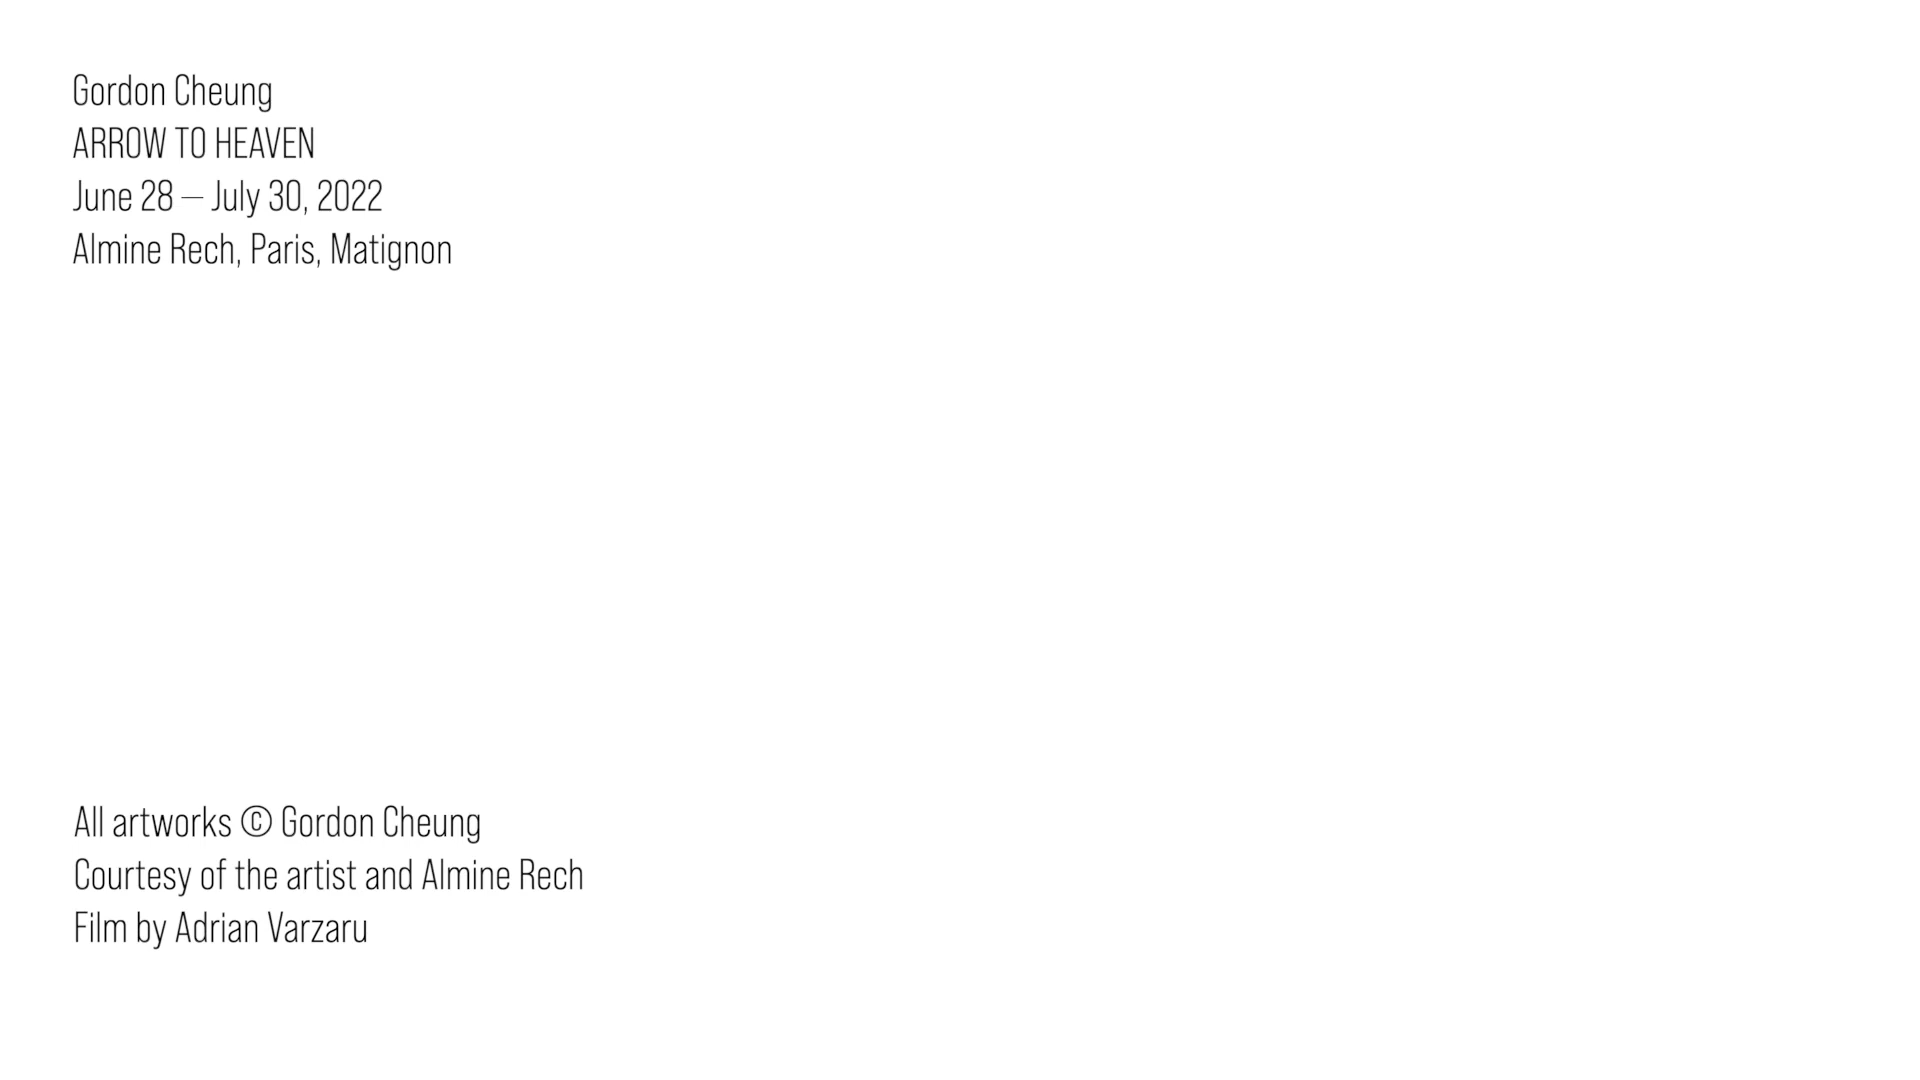 Gordon Cheung
ARROW TO HEAVEN
June 28 — July 30, 2022
Almine Rech, Paris, Matignon
All artworks © Gordon Cheung
Courtesy of the artist and Almine Rech
Film by Adrian Varzaru